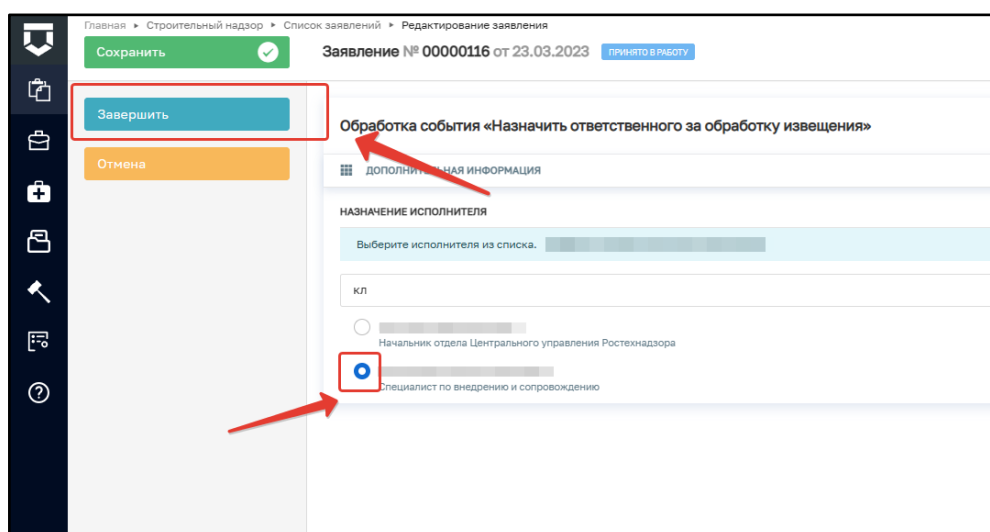 Главная ▸ Строительный надзор ▸ Список заявлений ▸ Редактирование заявления
Сохранить
Заявление № 00000116 от 23.03.2023 ПРИНЯТО В РАБОТУ
Завершить
Обработка события «Назначить ответственного за обработку извещения»
Отмена
ДОПОЛНИТЕЛЬНАЯ ИНФОРМАЦИЯ
НАЗНАЧЕНИЕ ИСПОЛНИТЕЛЯ
Выберите исполнителя из списка.
кл
Начальник отдела Центрального управления Ростехнадзора
Специалист по внедрению и сопровождению